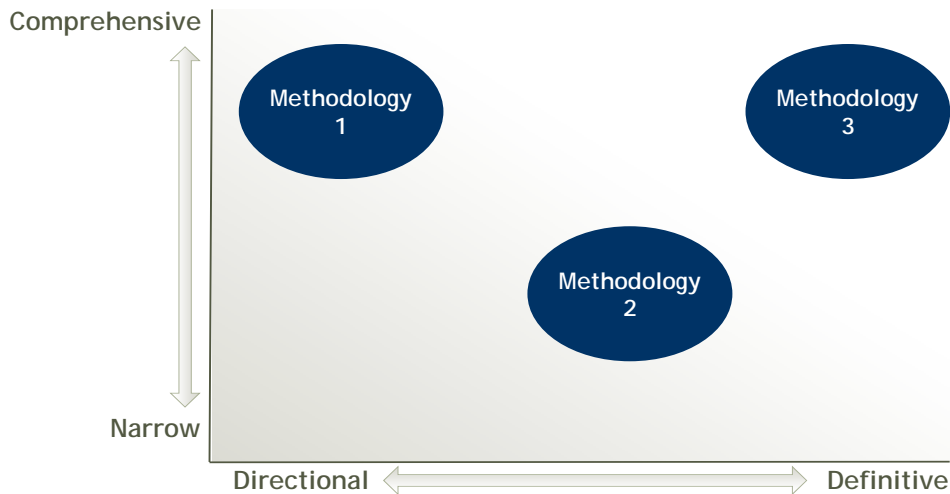 Comprehensive
Methodology
1
Methodology
3
Methodology
2
Narrow
Directional
Definitive